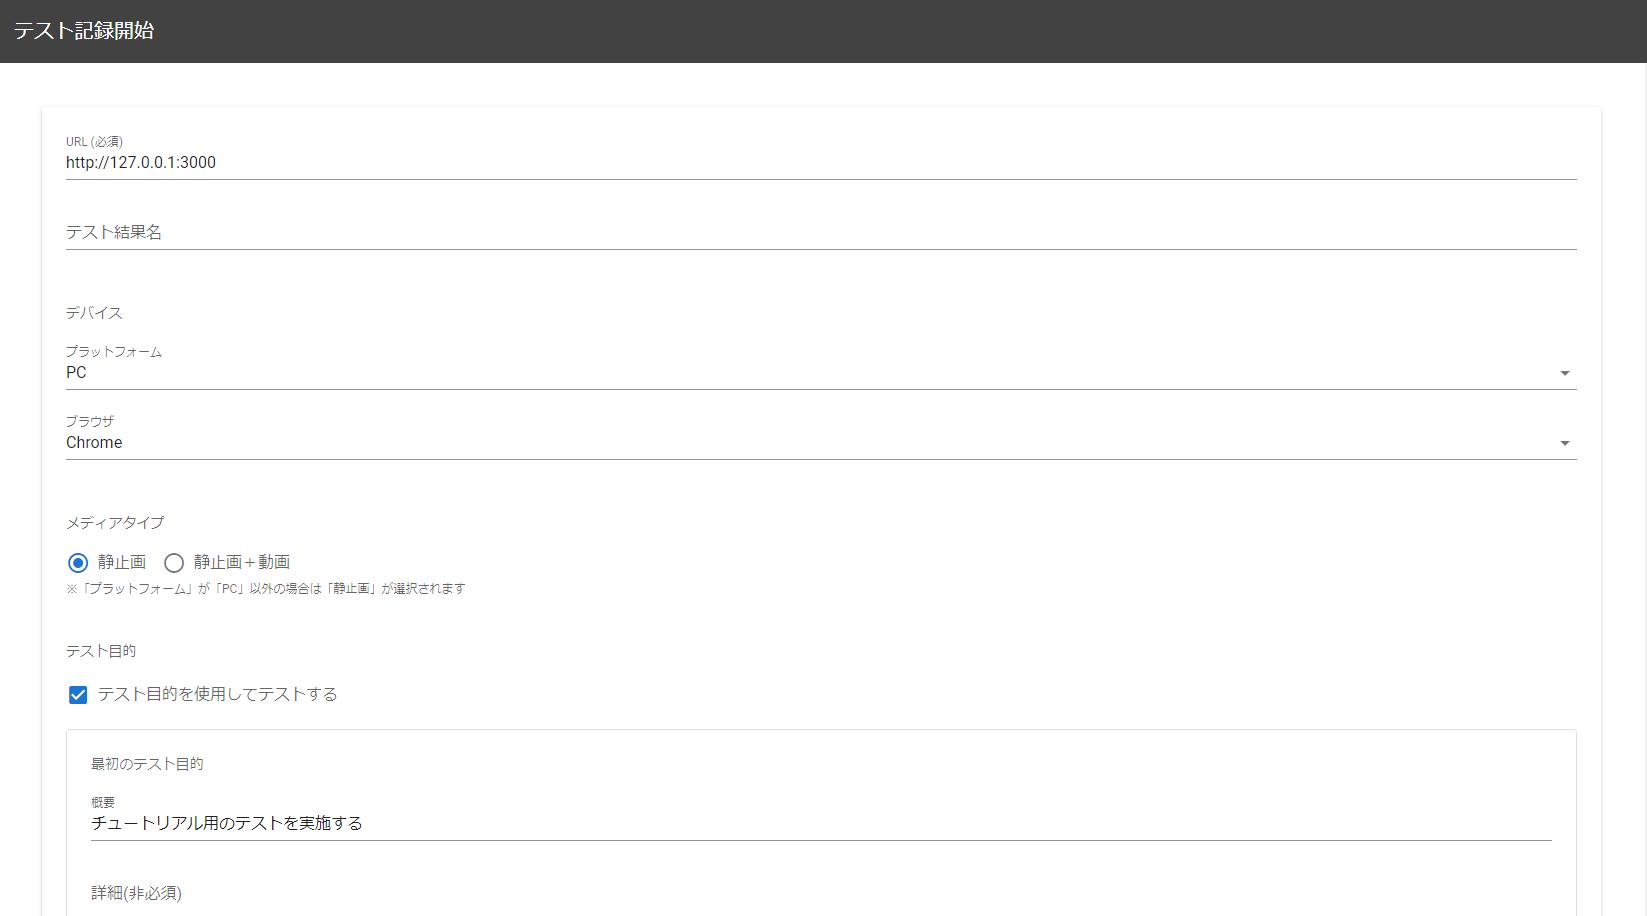 テスト記録開始
URL (必須)
http://127.0.0.1:3000
テスト結果名
デバイス
プラットフォーム
PC
ブラウザ
Chrome
メディアタイプ
静止画 静止画＋動画
※「プラットフォーム」が「PC」以外の場合は「静止画」が選択されます
テスト目的
テスト目的を使用してテストする
最初のテスト目的
概要
チュートリアル用のテストを実施する
詳細(非必須)